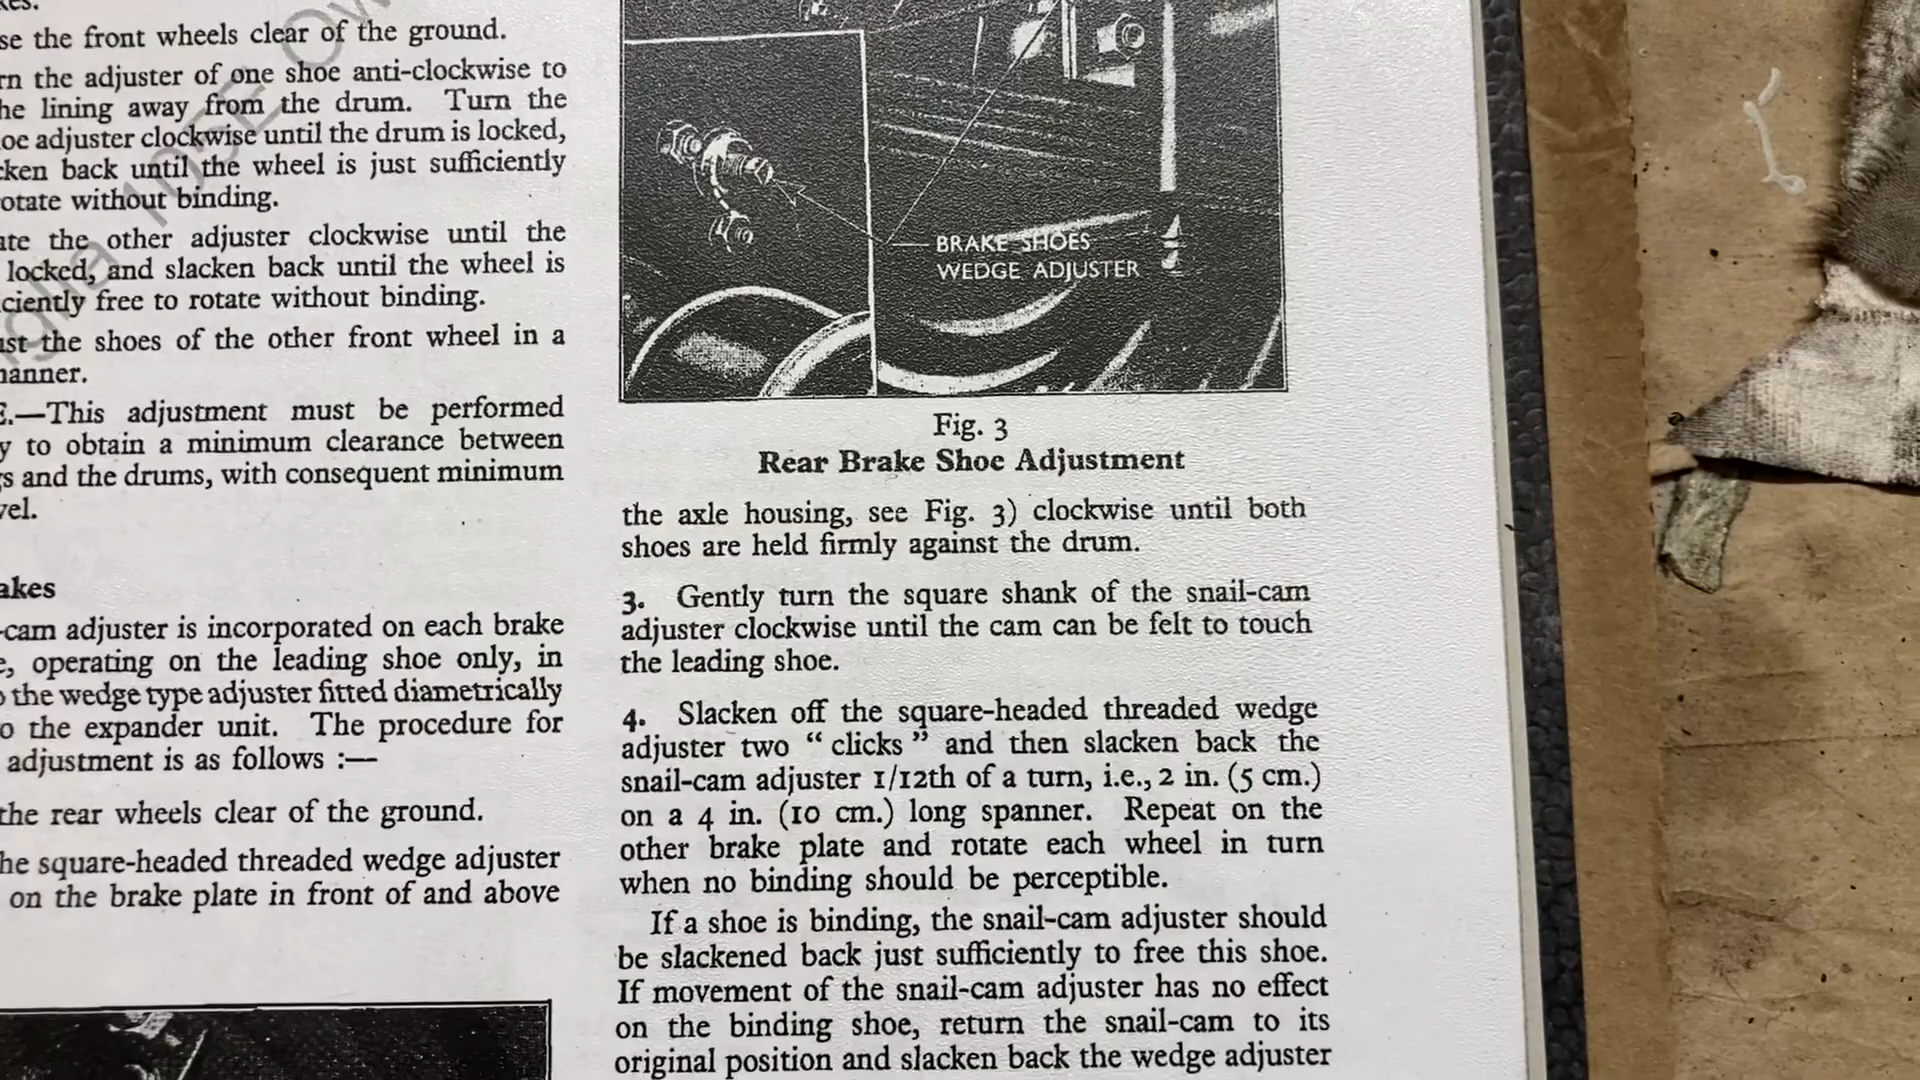 se the front wheels clear of the ground.
rn the adjuster of one shoe anti-clockwise to
he lining away from the drum. Turn the
oe adjuster clockwise until the drum is locked,
cken back until the wheel is just sufficiently
otate without binding.
ate the other adjuster clockwise until the
locked, and slacken back until the wheel is
ciently free to rotate without binding.
ust the shoes of the other front wheel in a
nanner.
E.—This adjustment must be performed
y to obtain a minimum clearance between
gs and the drums, with consequent minimum
vel.
akes
-cam adjuster is incorporated on each brake
e, operating on the leading shoe only, in
o the wedge type adjuster fitted diametrically
o the expander unit. The procedure for
adjustment is as follows :—
the rear wheels clear of the ground.
he square-headed threaded wedge adjuster
on the brake plate in front of and above
glia 105E Ow
BRAKE SHOES
WEDGE ADJUSTER
Fig. 3
Rear Brake Shoe Adjustment
the axle housing, see Fig. 3) clockwise until both
shoes are held firmly against the drum.
3. Gently turn the square shank of the snail-cam
adjuster clockwise until the cam can be felt to touch
the leading shoe.
4. Slacken off the square-headed threaded wedge
adjuster two “ clicks ” and then slacken back the
snail-cam adjuster 1/12th of a turn, i.e., 2 in. (5 cm.)
on a 4 in. (10 cm.) long spanner. Repeat on the
other brake plate and rotate each wheel in turn
when no binding should be perceptible.
If a shoe is binding, the snail-cam adjuster should
be slackened back just sufficiently to free this shoe.
If movement of the snail-cam adjuster has no effect
on the binding shoe, return the snail-cam to its
original position and slacken back the wedge adjuster